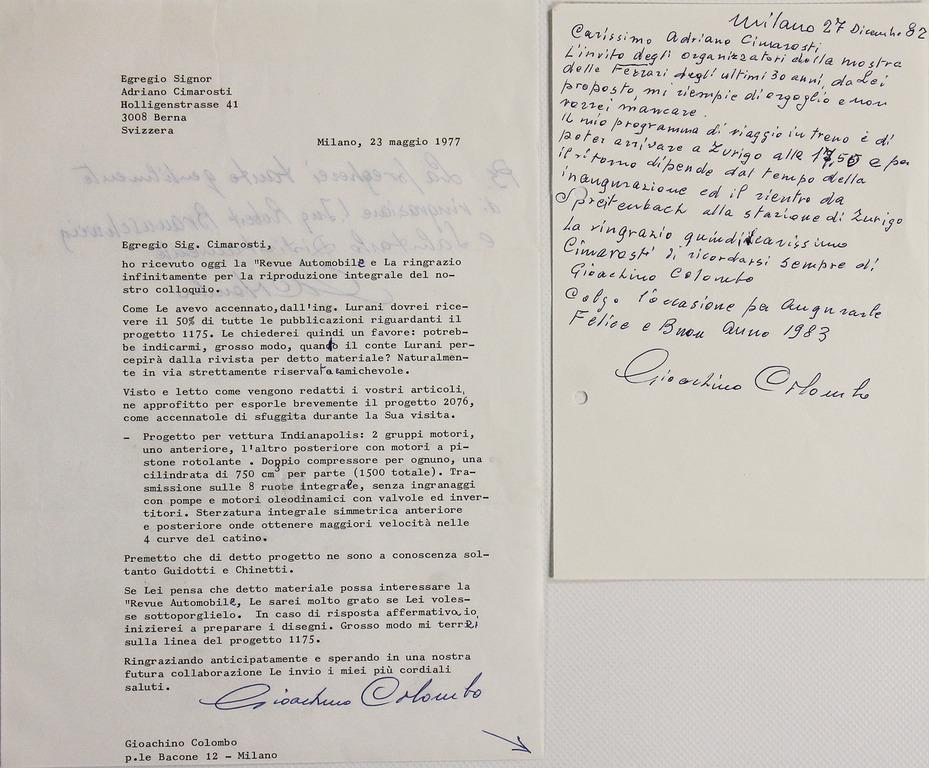 Egregio Signor
Adriano Cimarosti
Holligenstrasse 41
3008 Berna
Svizzera
Milano, 23 maggio 1977
Egregio Sig. Cimarosti,
ho ricevuto oggi la "Revue Automobile e La ringrazio
infinitamente per la riproduzione integrale del no-
stro colloquio.
Come Le avevo accennato,dall'ing. Lurani dovrei rice-
vere il 50% di tutte le pubblicazioni riguardanti il
progetto 1175. Le chiederei quindi un favore: potreb-
be indicarmi, grosso modo, quanto il conte Lurani per-
cepirà dalla rivista per detto materiale? Naturalmen-
te in via strettamente riservata eamichevole.
Visto e letto come vengono redatti i vostri articoli,
ne approfitto per esporle brevemente il progetto 2076,
come accennatole di sfuggita durante la Sua visita.
- Progetto per vettura Indianapolis: 2 gruppi motori,
uno anteriore, l'altro posteriore con motori a pi-
stone rotolante . Doppio compressore per ognuno, una
cilindrata di 750 cm³ per parte (1500 totale). Tra-
smissione sulle 8 ruote integrale, senza ingranaggi
con pompe e motori oleodinamici con valvole ed inver-
titori. Sterzatura integrale simmetrica anteriore
e posteriore onde ottenere maggiori velocità nelle
4 curve del catino.
Premetto che di detto progetto ne sono a conoscenza sol-
tanto Guidotti e Chinetti.
Se Lei pensa che detto materiale possa interessare la
"Revue Automobile, Le sarei molto grato se Lei voles-
se sottoporglielo. In caso di risposta affermativa,io
inizierei a preparare i disegni. Grosso modo mi terrei
sulla linea del progetto 1175.
Ringraziando anticipatamente e sperando in una nostra
futura collaborazione Le invio i miei più cordiali
saluti.
Gioachino Colombo
Gioachino Colombo
p.le Bacone 12 - Milano
Ps. La pregherei tanto gentilmente
di ringraziare l'Ing Robert Braunschweig
Milano 27 Dicembre 82
Carissimo Adriano Cimarosti,
L'invito degli organizzatori della mostra
delle Ferrari degli ultimi 30 anni, da Lei
proposto, mi riempie di orgoglio e non
vorrei mancare.
Il mio programma di viaggio in treno è di
poter arrivare a Zurigo alle 17,50 e per
il ritorno dipende dal tempo della
inaugurazione ed il rientro da
Spreitenbach alla stazione di Zurigo
La ringrazio quindi carissimo
Cimarosti di ricordarsi sempre di
Gioachino Colombo
Colgo l'occasione per augurarle
Felice e Buon anno 1983
Gioachino Colombo